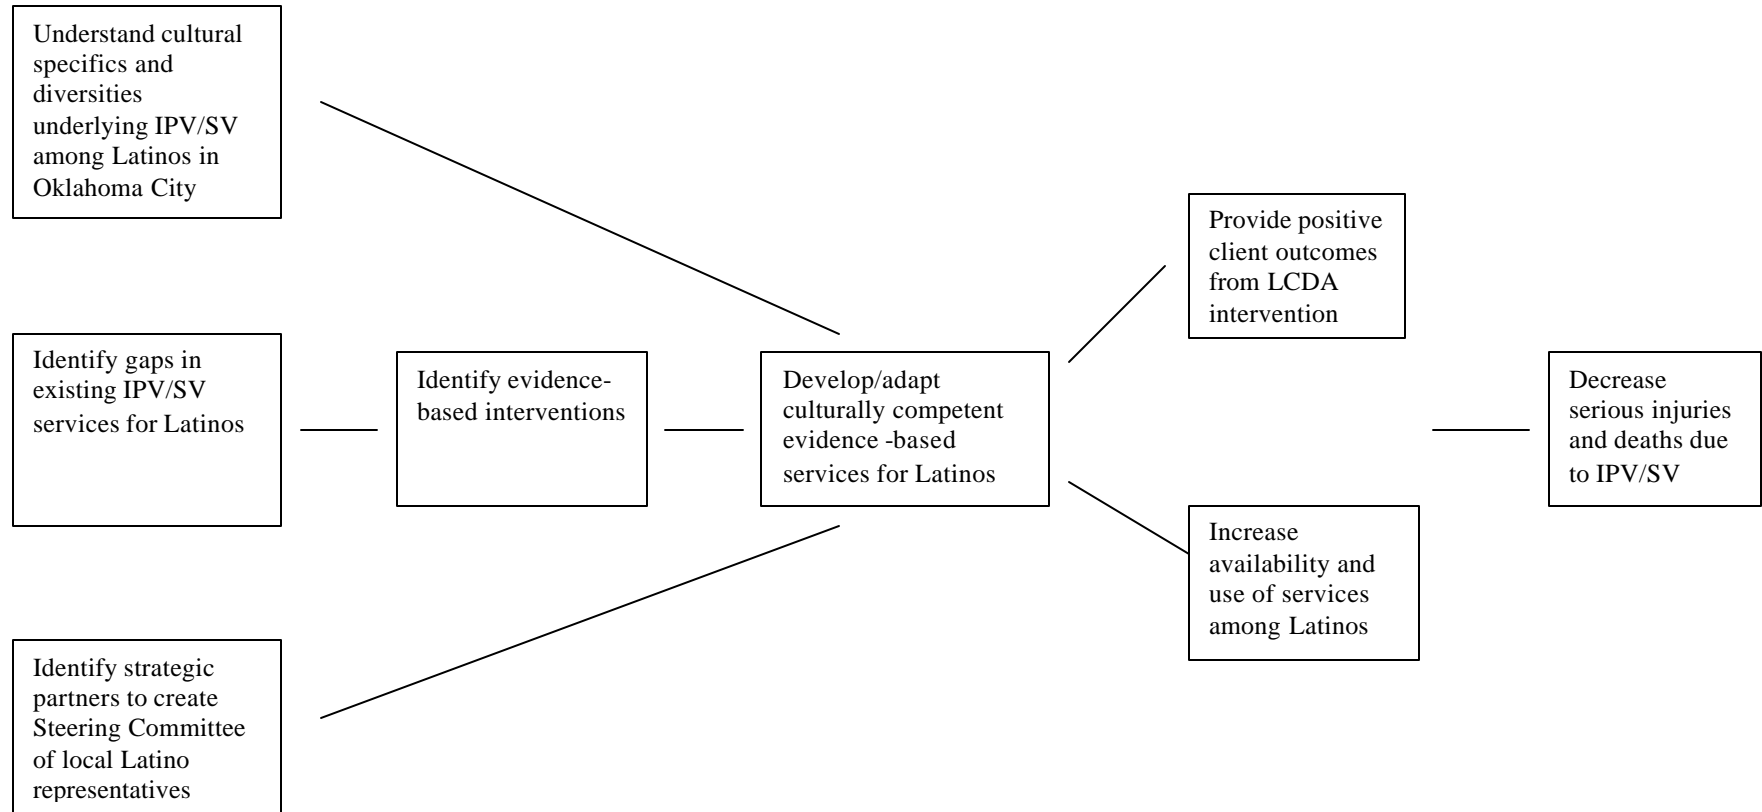 Understand cultural
specifics and
diversities
underlying IPV/SV
among Latinos in
Oklahoma City
Identify gaps in
existing IPV/SV
services for Latinos
Identify strategic
partners to create
Steering Committee
of local Latino
representatives
Identify evidence-
based interventions
Develop/adapt
culturally competent
evidence -based
services for Latinos
Provide positive
client outcomes
from LCDA
intervention
Increase
availability and
use of services
among Latinos
Decrease
serious injuries
and deaths due
to IPV/SV